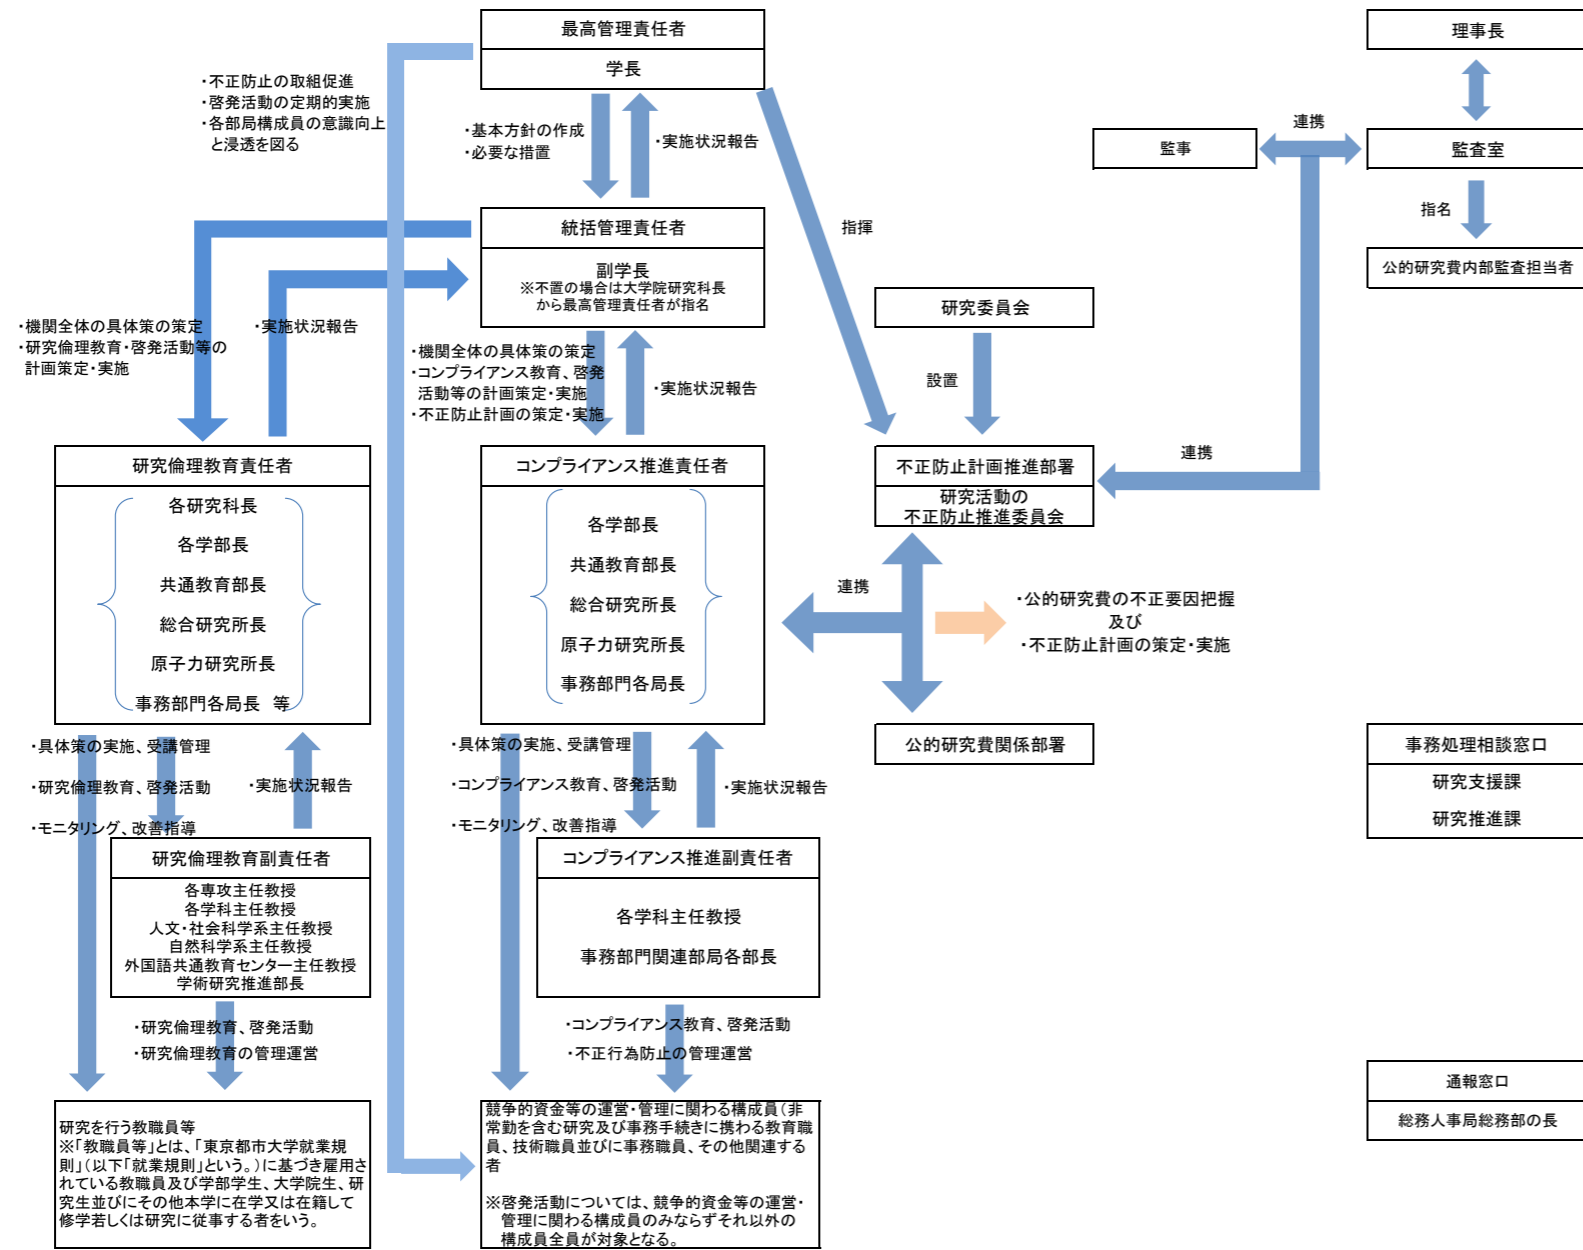 最高管理責任者
学長
理事長
・不正防止の取組促進
・啓発活動の定期的実施
・各部局構成員の意識向上
と浸透を図る
・基本方針の作成
・必要な措置
・実施状況報告
連携
監事
監査室
指名
公的研究費内部監査担当者
指揮
統括管理責任者
副学長
※不置の場合は大学院研究科長
から最高管理責任者が指名
研究委員会
設置
・機関全体の具体策の策定
・研究倫理教育・啓発活動等の
計画策定・実施
・実施状況報告
・機関全体の具体策の策定
・コンプライアンス教育、啓発
活動等の計画策定・実施
・不正防止計画の策定・実施
・実施状況報告
研究倫理教育責任者
各研究科長
各学部長
共通教育部長
総合研究所長
原子力研究所長
事務部門各局長 等
コンプライアンス推進責任者
各学部長
共通教育部長
総合研究所長
原子力研究所長
事務部門各局長
不正防止計画推進部署
研究活動の
不正防止推進委員会
連携
連携
・公的研究費の不正要因把握
及び
・不正防止計画の策定・実施
公的研究費関係部署
事務処理相談窓口
研究支援課
研究推進課
・具体策の実施、受講管理
・研究倫理教育、啓発活動
・モニタリング、改善指導
・実施状況報告
・具体策の実施、受講管理
・コンプライアンス教育、啓発活動
・モニタリング、改善指導
・実施状況報告
研究倫理教育副責任者
各専攻主任教授
各学科主任教授
人文・社会科学系主任教授
自然科学系主任教授
外国語共通教育センター主任教授
学術研究推進部長
コンプライアンス推進副責任者
各学科主任教授
事務部門関連部局各部長
・研究倫理教育、啓発活動
・研究倫理教育の管理運営
・コンプライアンス教育、啓発活動
・不正行為防止の管理運営
通報窓口
総務人事局総務部の長
研究を行う教職員等
※「教職員等」とは、「東京都市大学就業規
則」（以下「就業規則」という。）に基づき雇用さ
れている教職員及び学部学生、大学院生、研
究生並びにその他本学に在学又は在籍して
修学若しくは研究に従事する者をいう。
競争的資金等の運営・管理に関わる構成員（非
常勤を含む研究及び事務手続きに携わる教育職
員、技術職員並びに事務職員、その他関連する
者
※啓発活動については、競争的資金等の運営・
管理に関わる構成員のみならずそれ以外の
構成員全員が対象となる。